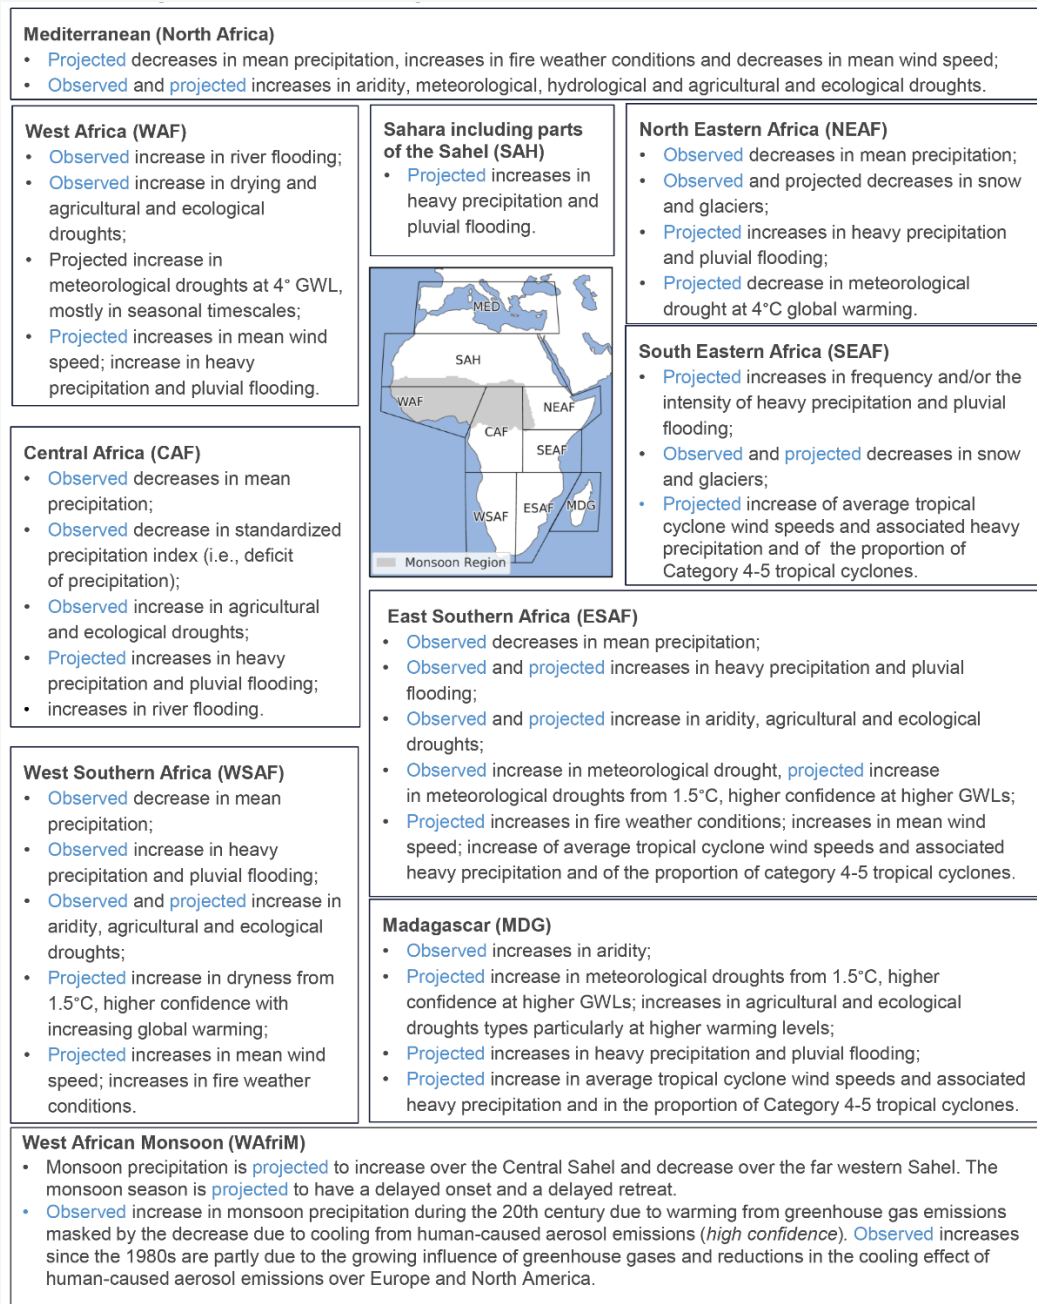 Mediterranean (North Africa)
• Projected decreases in mean precipitation, increases in fire weather conditions and decreases in mean wind speed;
• Observed and projected increases in aridity, meteorological, hydrological and agricultural and ecological droughts.
West Africa (WAF)
• Observed increase in river flooding;
• Observed increase in drying and
agricultural and ecological
droughts;
• Projected increase in
meteorological droughts at 4° GWL,
mostly in seasonal timescales;
• Projected increases in mean wind
speed; increase in heavy
precipitation and pluvial flooding.
Sahara including parts
of the Sahel (SAH)
• Projected increases in
heavy precipitation and
pluvial flooding.
North Eastern Africa (NEAF)
• Observed decreases in mean precipitation;
• Observed and projected decreases in snow
and glaciers;
• Projected increases in heavy precipitation
and pluvial flooding;
• Projected decrease in meteorological
drought at 4°C global warming.
MED
SAH
WAF
NEAF
CAF
SEAF
WSAF
ESAF
MDG
Monsoon Region
South Eastern Africa (SEAF)
• Projected increases in frequency and/or the
intensity of heavy precipitation and pluvial
flooding;
• Observed and projected decreases in snow
and glaciers;
• Projected increase of average tropical
cyclone wind speeds and associated heavy
precipitation and of the proportion of
Category 4-5 tropical cyclones.
Central Africa (CAF)
• Observed decreases in mean
precipitation;
• Observed decrease in standardized
precipitation index (i.e., deficit
of precipitation);
• Observed increase in agricultural
and ecological droughts;
• Projected increases in heavy
precipitation and pluvial flooding;
• increases in river flooding.
East Southern Africa (ESAF)
• Observed decreases in mean precipitation;
• Observed and projected increases in heavy precipitation and pluvial
flooding;
• Observed and projected increase in aridity, agricultural and ecological
droughts;
• Observed increase in meteorological drought, projected increase
in meteorological droughts from 1.5°C, higher confidence at higher GWLs;
• Projected increases in fire weather conditions; increases in mean wind
speed; increase of average tropical cyclone wind speeds and associated
heavy precipitation and of the proportion of category 4-5 tropical cyclones.
West Southern Africa (WSAF)
• Observed decrease in mean
precipitation;
• Observed increase in heavy
precipitation and pluvial flooding;
• Observed and projected increase in
aridity, agricultural and ecological
droughts;
• Projected increase in dryness from
1.5°C, higher confidence with
increasing global warming;
• Projected increases in mean wind
speed; increases in fire weather
conditions.
Madagascar (MDG)
• Observed increases in aridity;
• Projected increase in meteorological droughts from 1.5°C, higher
confidence at higher GWLs; increases in agricultural and ecological
droughts types particularly at higher warming levels;
• Projected increases in heavy precipitation and pluvial flooding;
• Projected increase in average tropical cyclone wind speeds and associated
heavy precipitation and in the proportion of Category 4-5 tropical cyclones.
West African Monsoon (WAfriM)
• Monsoon precipitation is projected to increase over the Central Sahel and decrease over the far western Sahel. The
monsoon season is projected to have a delayed onset and a delayed retreat.
• Observed increase in monsoon precipitation during the 20th century due to warming from greenhouse gas emissions
masked by the decrease due to cooling from human-caused aerosol emissions (high confidence). Observed increases
since the 1980s are partly due to the growing influence of greenhouse gases and reductions in the cooling effect of
human-caused aerosol emissions over Europe and North America.